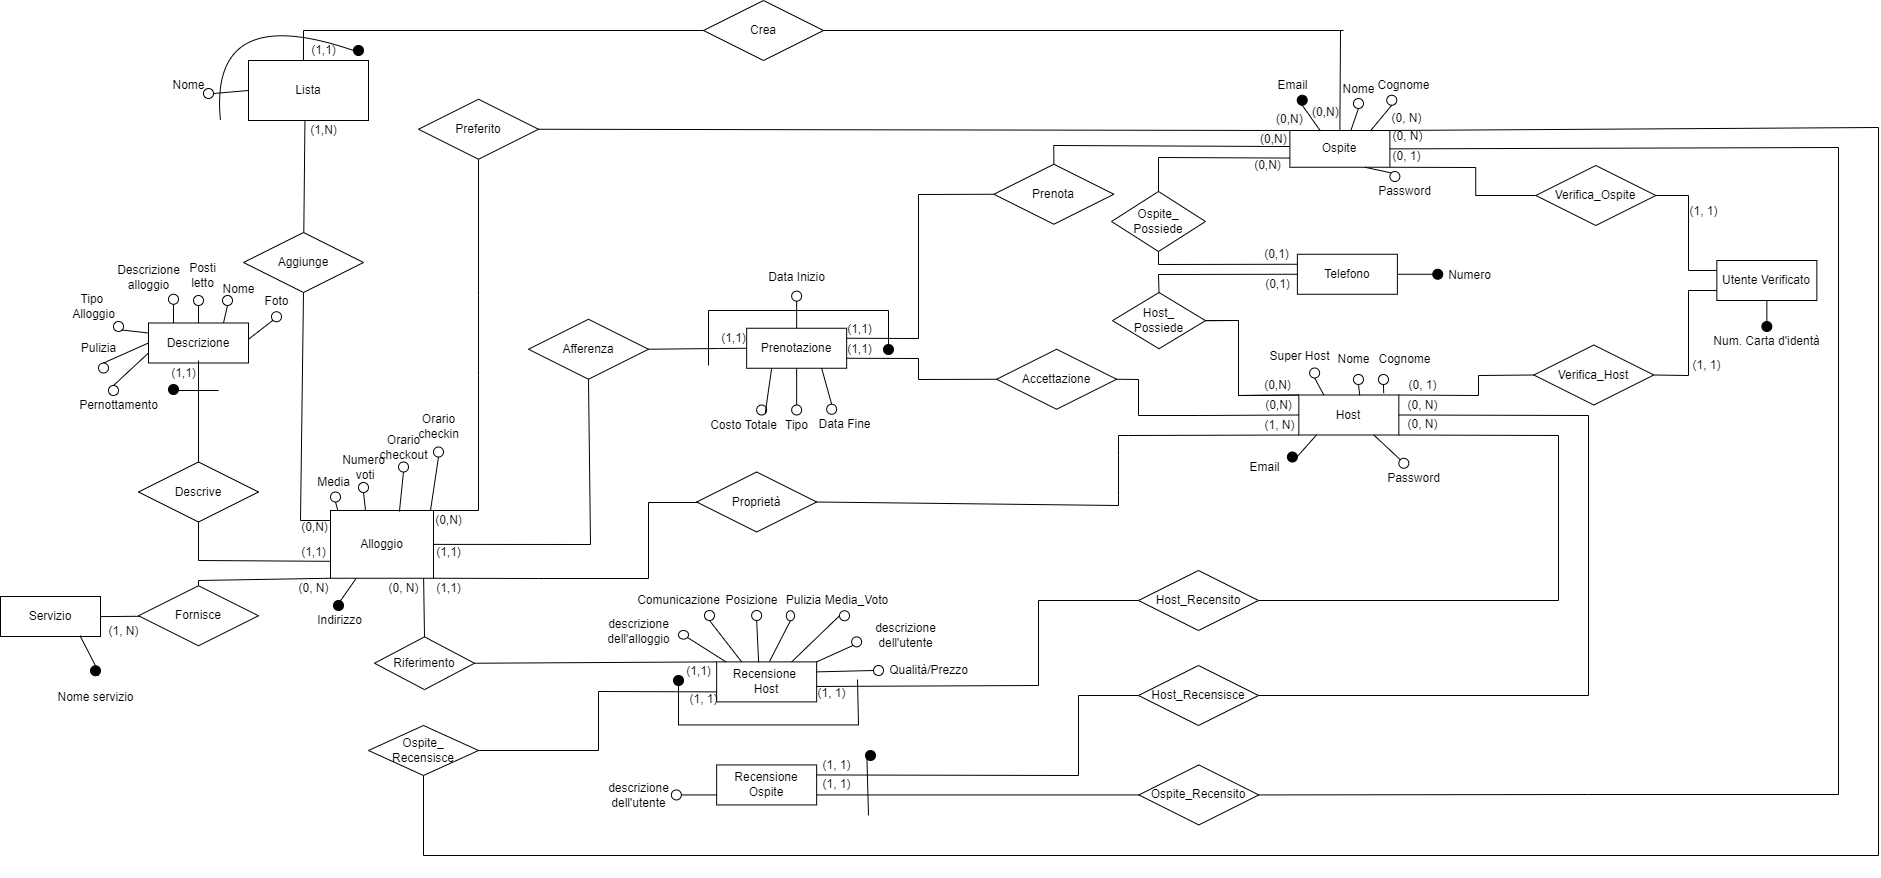 Crea
(1,1)
Nome
Lista
(1,N)
Email
Nome
Cognome
(0,N)
(0,N)
(0, N)
Preferito
(0,N)
Ospite
(0, N)
(0,N)
(0, 1)
Password
Prenota
Verifica_Ospite
(1, 1)
Ospite_
Possiede
Aggiunge
(0,1)
Telefono
Numero
(0,1)
Utente Verificato
Num. Carta d'identà
Descrizione
alloggio
Posti
letto
Nome
Foto
Tipo
Alloggio
Pulizia
Descrizione
(1,1)
Pernottamento
Data Inizio
Afferenza
(1,1)
Prenotazione
(1,1)
(1,1)
Costo Totale
Tipo
Data Fine
Host_
Possiede
Accettazione
Super Host
Nome
Cognome
Verifica_Host
(1, 1)
(0,N)
(0, 1)
(0,N)
Host
(0, N)
(1, N)
(0, N)
Email
Password
Orario
checkin
Orario
checkout
Numero
voti
Media
Descrive
Proprietà
(0,N)
(0,N)
Alloggio
(1,1)
(1,1)
(0, N)
(0, N)
(1,1)
Indirizzo
Servizio
(1, N)
Fornisce
Nome servizio
Comunicazione
Posizione
Pulizia
Media_Voto
descrizione
dell'alloggio
descrizione
dell'utente
Host_Recensito
Riferimento
(1,1)
Recensione
Host
Qualità/Prezzo
(1, 1)
(1, 1)
Host_Recensisce
Ospite_
Recensisce
descrizione
dell'utente
Recensione
Ospite
(1, 1)
(1, 1)
Ospite_Recensito